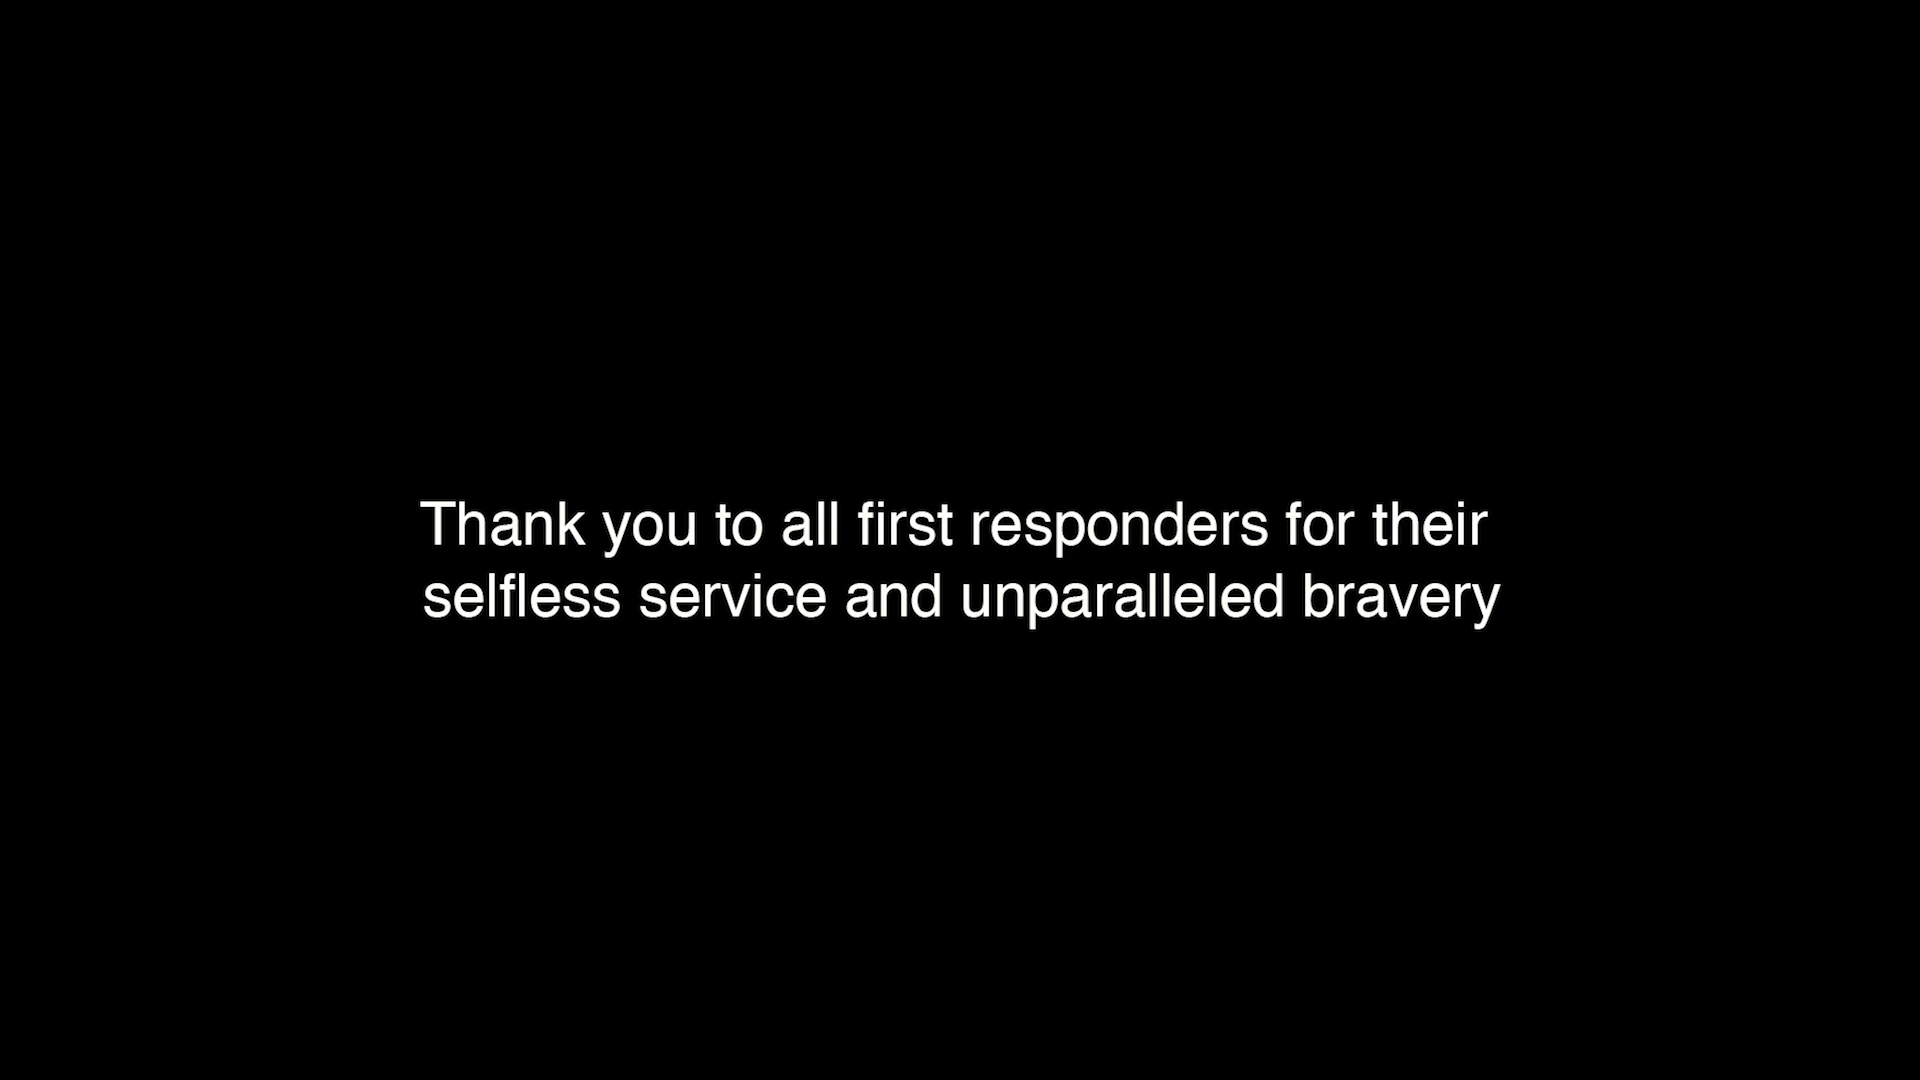 Thank you to all first responders for their
selfless service and unparalleled bravery